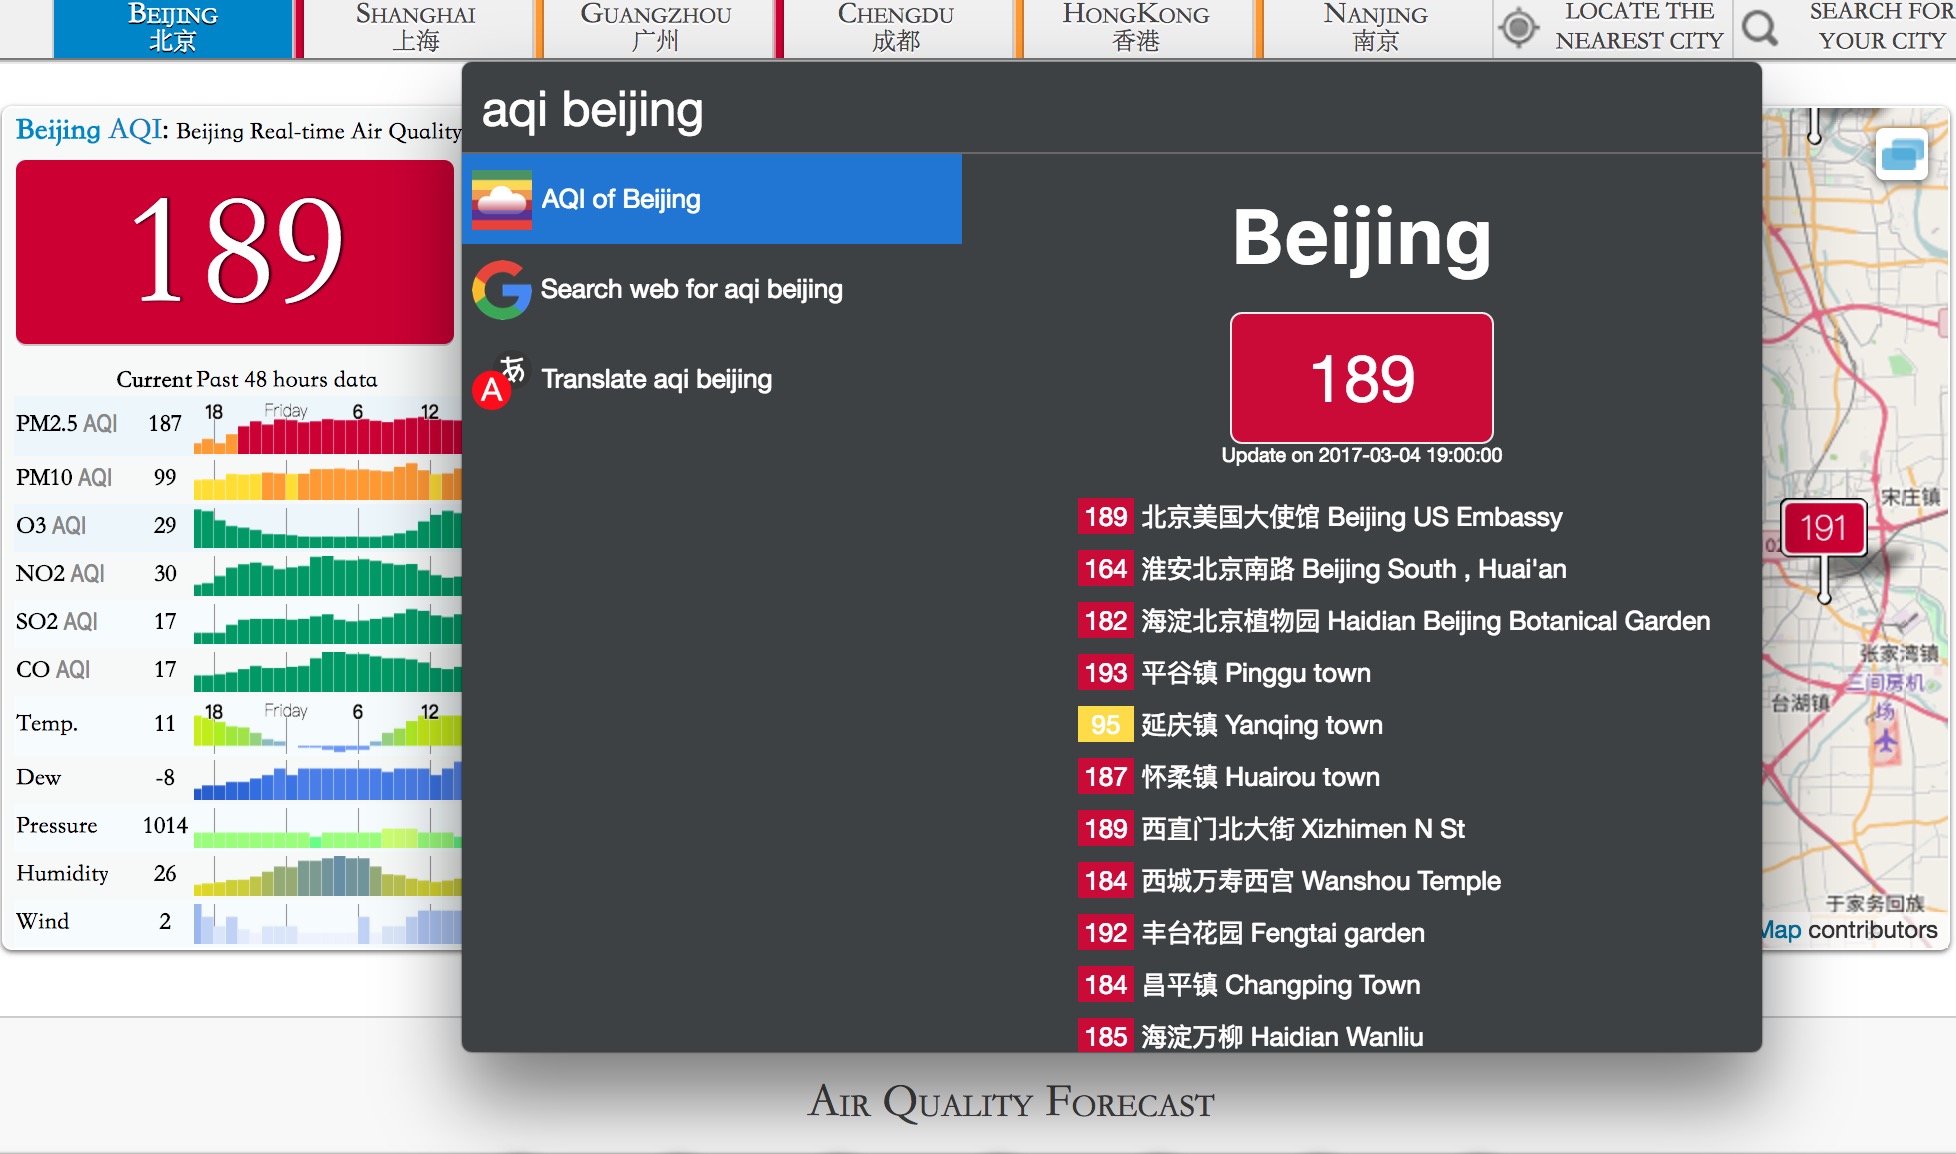 BEIJING
北京
SHANGHAI
上海
GUANGZHOU
广州
CHENGDU
成都
HONGKONG
香港
NANJING
南京
LOCATE THE
NEAREST CITY
SEARCH FOR
YOUR CITY
aqi beijing
Beijing AQI: Beijing Real-time Air Quality
189
Current Past 48 hours data
18 Friday 6 12
PM2.5 AQI 187
PM10 AQI 99
O3 AQI 29
NO2 AQI 30
SO2 AQI 17
CO AQI 17
18 Friday 6 12
Temp. 11
Dew -8
Pressure 1014
Humidity 26
Wind 2
AQI of Beijing
Search web for aqi beijing
あ
A
Translate aqi beijing
Beijing
189
Update on 2017-03-04 19:00:00
189 北京美国大使馆 Beijing US Embassy
164 淮安北京南路 Beijing South , Huai'an
182 海淀北京植物园 Haidian Beijing Botanical Garden
193 平谷镇 Pinggu town
95 延庆镇 Yanqing town
187 怀柔镇 Huairou town
189 西直门北大街 Xizhimen N St
184 西城万寿西宫 Wanshou Temple
192 丰台花园 Fengtai garden
184 昌平镇 Changping Town
185 海淀万柳 Haidian Wanliu
宋庄镇
191
张家湾镇
三间房机
场
台湖镇
于家务回族
Map contributors
AIR QUALITY FORECAST